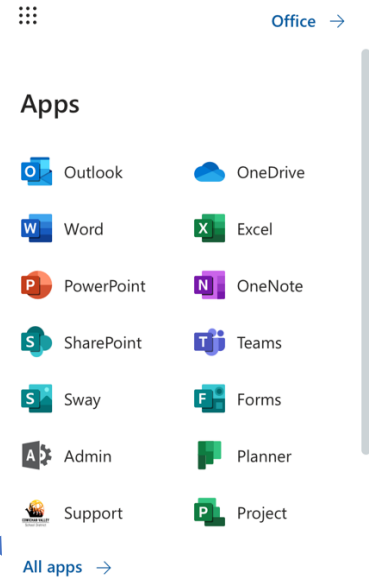 Office
Apps
Outlook
OneDrive
Word
Excel
PowerPoint
OneNote
SharePoint
Teams
Sway
Forms
Admin
Planner
Support
Project
All apps